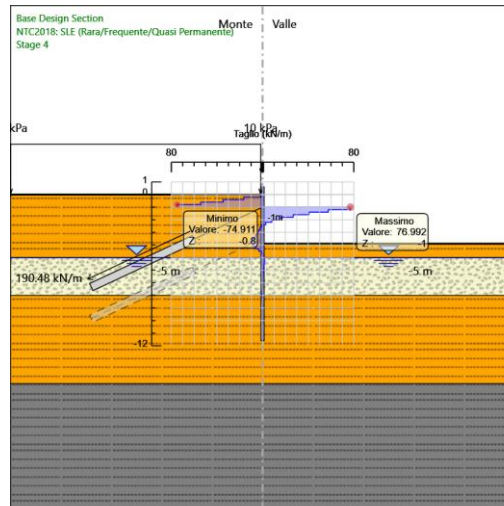 Base Design Section
NTC2018: SLE (Rara/Frequente/Quasi Permanente)
Stage 4
Monte
Valle
kPa
10 kPa
Taglio (kN/m)
80
80
1
0
-1m
Minimo
Valore: -74.911
Z : -0.8
Massimo
Valore: 76.992
Z : -1
190.48 kN/m
-5 m
-5 m
-12